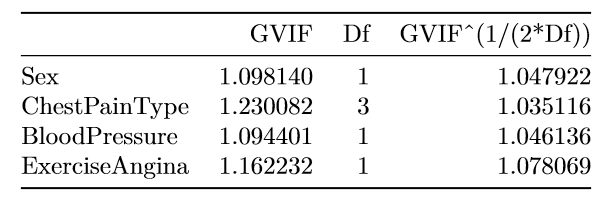 GVIF Df GVIF^(1/(2*Df))
Sex 1.098140 1 1.047922
ChestPainType 1.230082 3 1.035116
BloodPressure 1.094401 1 1.046136
ExerciseAngina 1.162232 1 1.078069